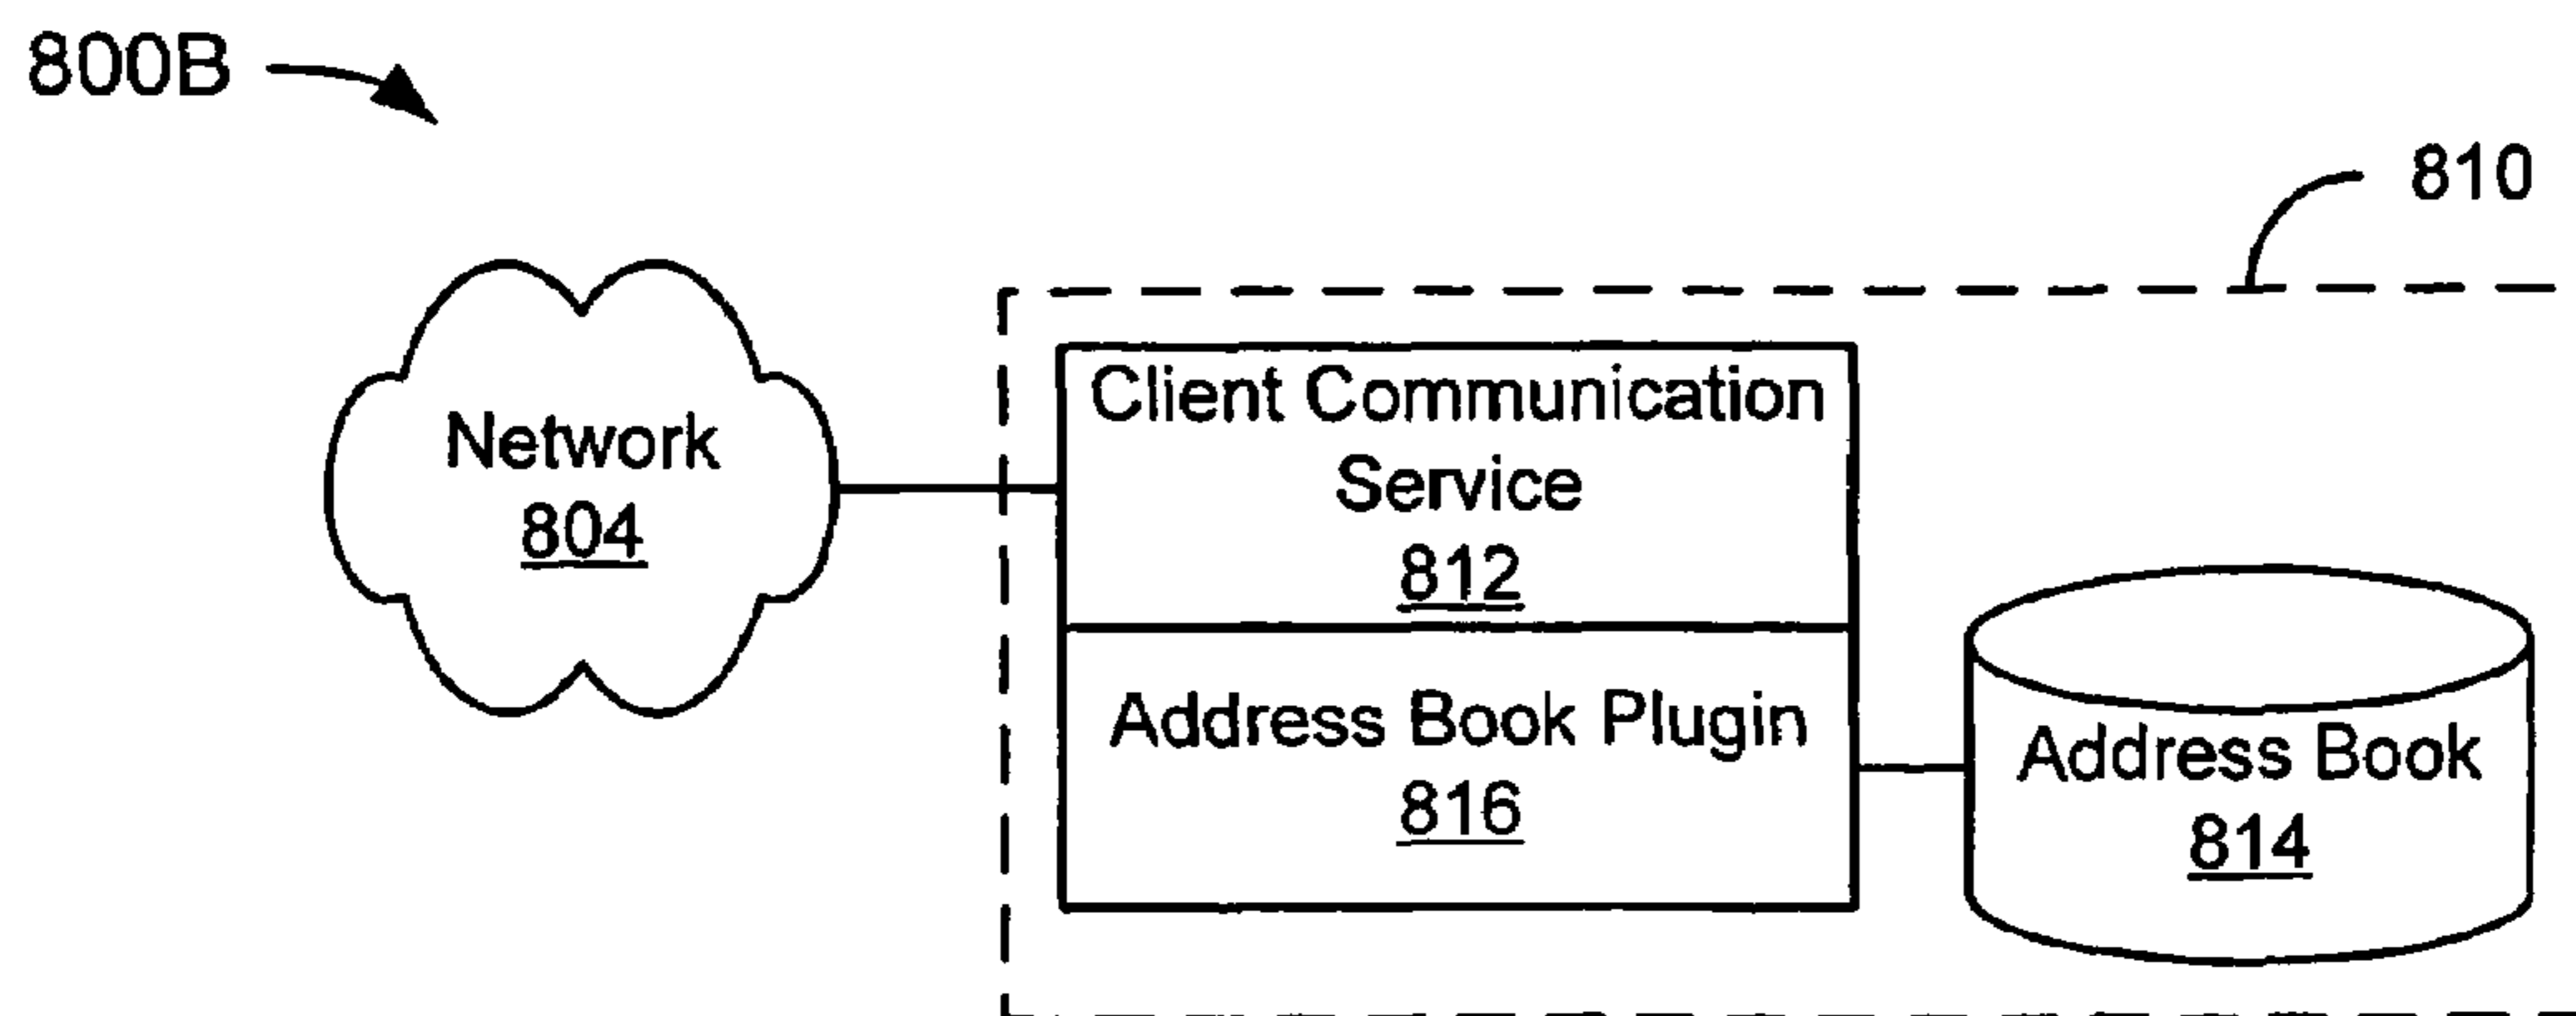 800B
810
Network
804
Client Communication
Service
812
Address Book Plugin
816
Address Book
814